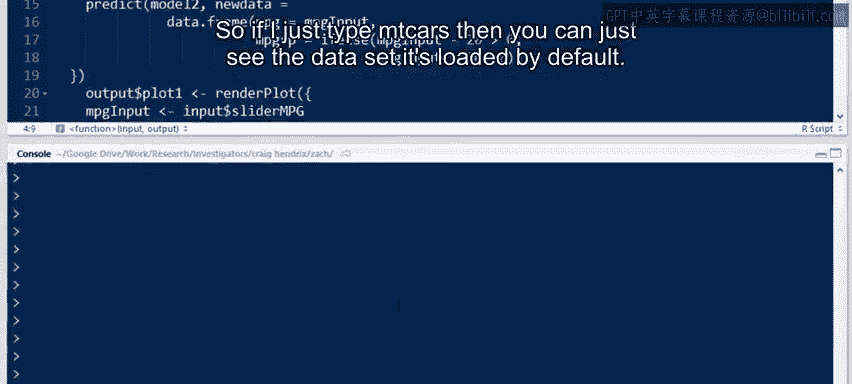 GPT中英字幕课程资源@bilibili.com
15 predict(model2, newdata =
16 data.frame(mpg = mpgInput,
So if I just type mtcars then you can just
17
see the data set it's loaded by default.
18
19 })
20 output$plot1 <- renderPlot({
21 mpgInput <- input$sliderMPG
4:9 <function>(input, output) R Script
Console ~/Google Drive/Work/Research/Investigators/craig hendrix/zach/
>
>
>
>
>
>
>
>
>
>
>
>